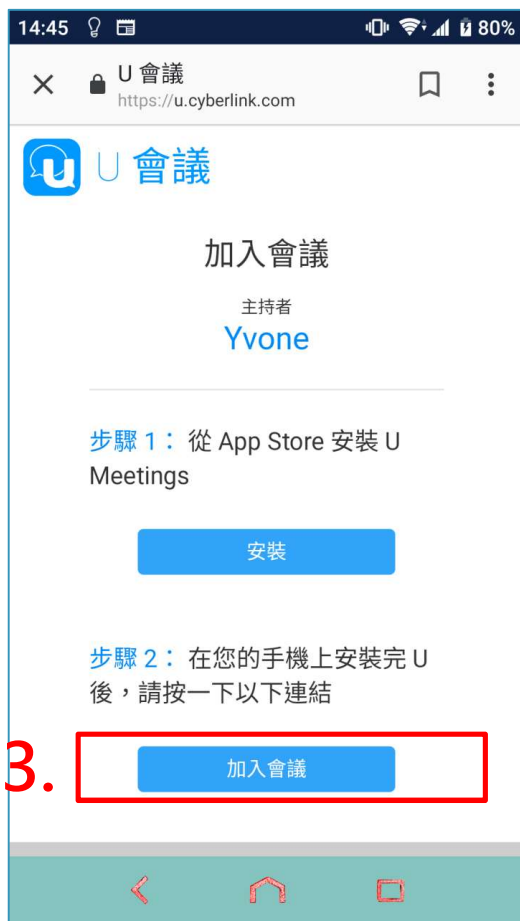 14:45 80%
U 會議
https://u.cyberlink.com
U 會議
加入會議
主持者
Yvone
步驟 1： 從 App Store 安裝 U
Meetings
安裝
步驟 2： 在您的手機上安裝完 U
後，請按一下以下連結
3.
加入會議